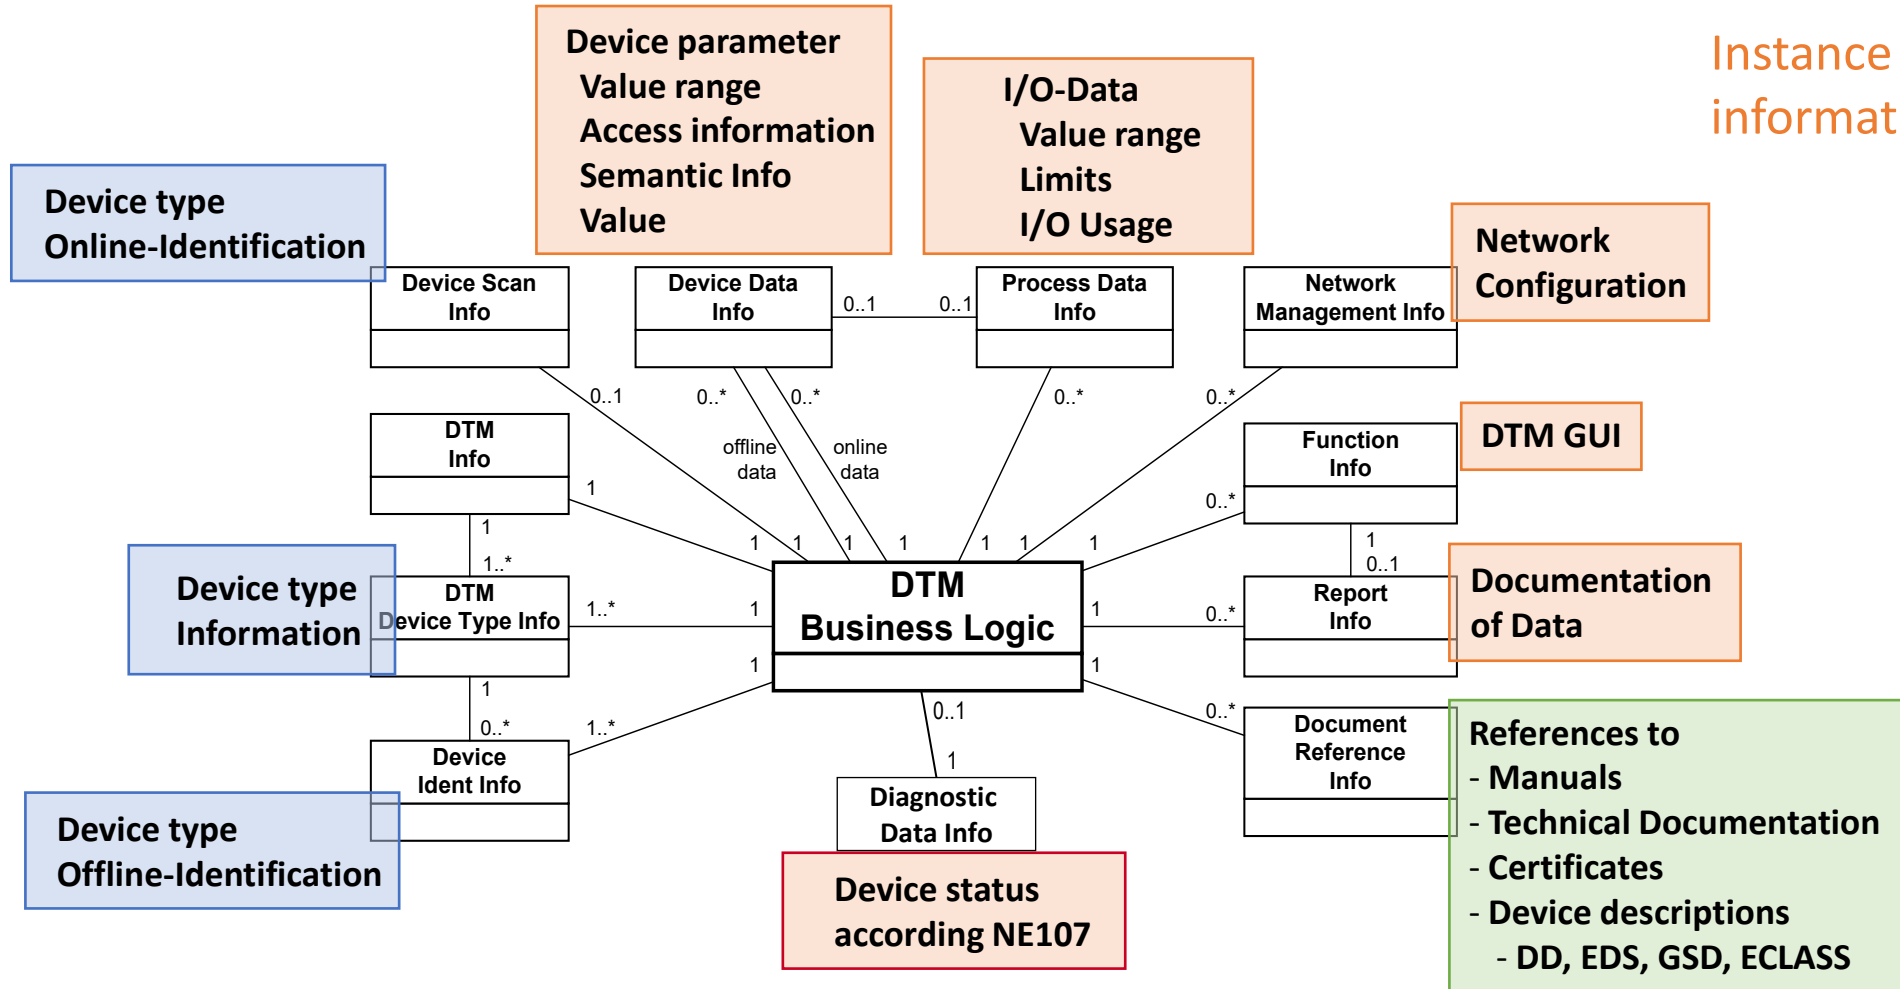 Instance
informat
Device parameter
Value range
Access information
Semantic Info
Value
I/O-Data
Value range
Limits
I/O Usage
Device type
Online-Identification
Network
Configuration
Device Scan
Info
Device Data
Info
0..1
0..1
Process Data
Info
Network
Management Info
0..1
0..*
0..*
0..*
0..*
offline
data
online
data
DTM
Info
Function
Info
DTM GUI
1
0..*
1
1
1
1
1
1
1
1
1
1..*
1
0..1
Device type
Information
DTM
Device Type Info
1..*
1
DTM
Business Logic
1
0..*
Report
Info
Documentation
of Data
1
1
1
0..*
1..*
0..1
0..*
Device
Ident Info
1
Document
Reference
Info
Diagnostic
Data Info
Device type
Offline-Identification
Device status
according NE107
References to
- Manuals
- Technical Documentation
- Certificates
- Device descriptions
- DD, EDS, GSD, ECLASS